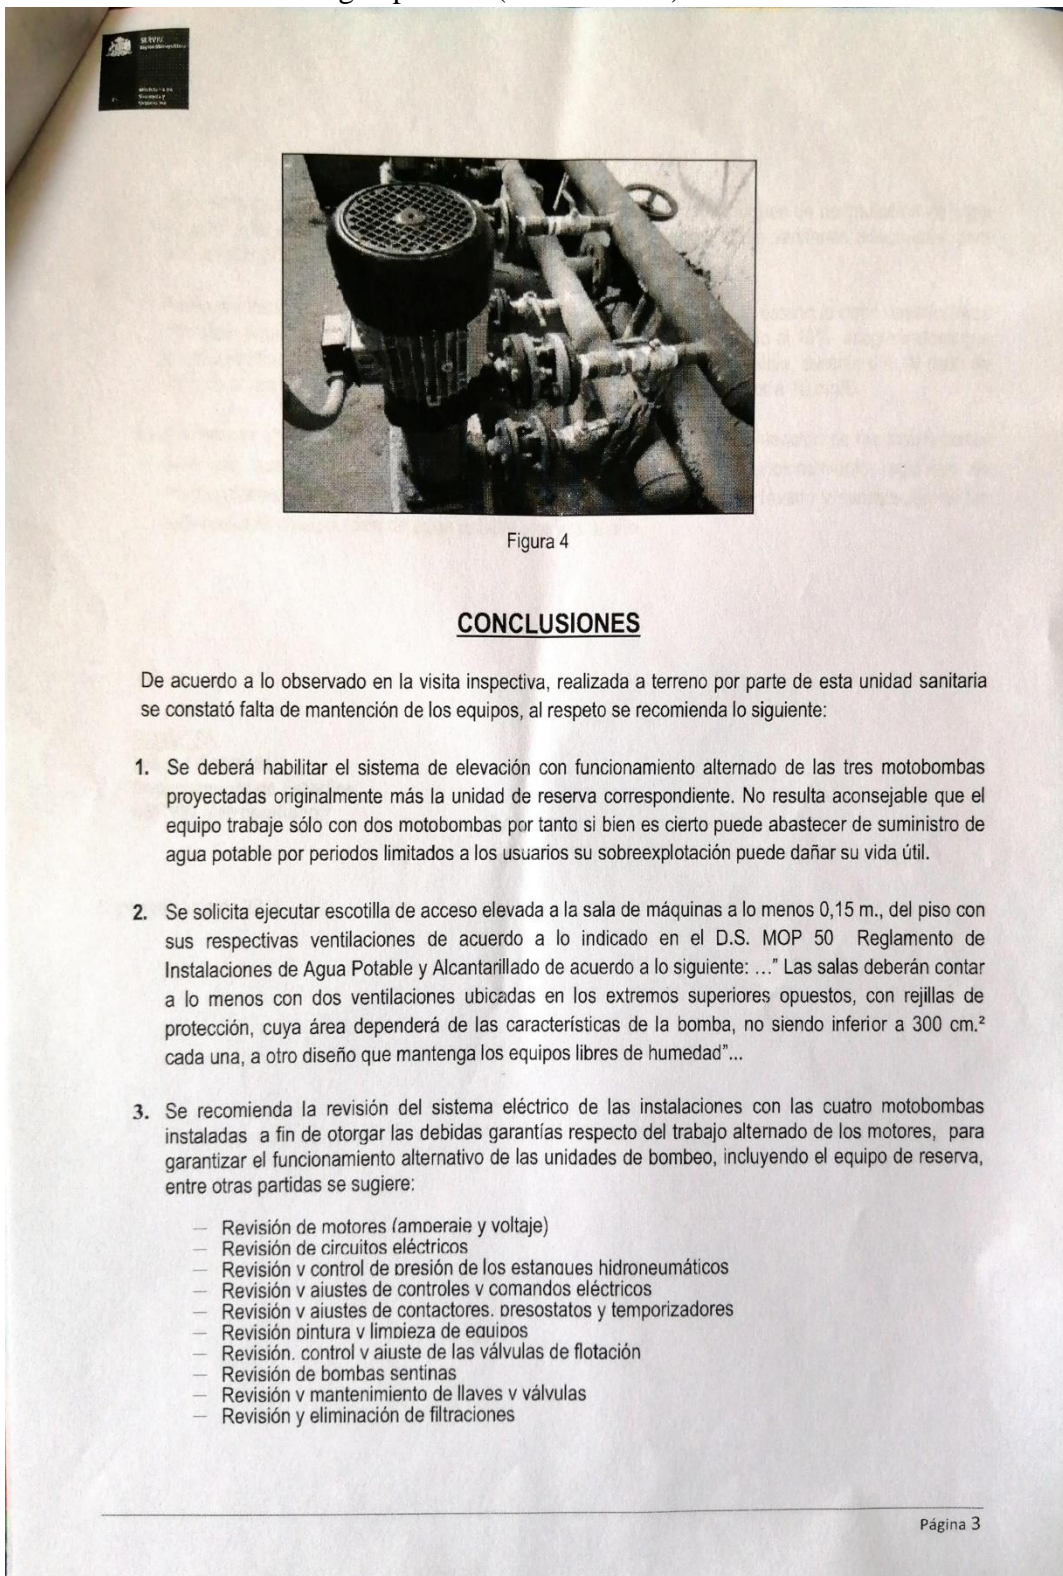 SERVIU
Figura 4
CONCLUSIONES
De acuerdo a lo observado en la visita inspectiva, realizada a terreno por parte de esta unidad sanitaria
se constató falta de mantención de los equipos, al respeto se recomienda lo siguiente:
1. Se deberá habilitar el sistema de elevación con funcionamiento alternado de las tres motobombas
proyectadas originalmente más la unidad de reserva correspondiente. No resulta aconsejable que el
equipo trabaje sólo con dos motobombas por tanto si bien es cierto puede abastecer de suministro de
agua potable por periodos limitados a los usuarios su sobreexplotación puede dañar su vida útil.
2. Se solicita ejecutar escotilla de acceso elevada a la sala de máquinas a lo menos 0,15 m., del piso con
sus respectivas ventilaciones de acuerdo a lo indicado en el D.S. MOP 50 Reglamento de
Instalaciones de Agua Potable y Alcantarillado de acuerdo a lo siguiente: ..." Las salas deberán contar
a lo menos con dos ventilaciones ubicadas en los extremos superiores opuestos, con rejillas de
protección, cuya área dependerá de las características de la bomba, no siendo inferior a 300 cm.²
cada una, a otro diseño que mantenga los equipos libres de humedad"...
3. Se recomienda la revisión del sistema eléctrico de las instalaciones con las cuatro motobombas
instaladas a fin de otorgar las debidas garantías respecto del trabajo alternado de los motores, para
garantizar el funcionamiento alternativo de las unidades de bombeo, incluyendo el equipo de reserva,
entre otras partidas se sugiere:
— Revisión de motores (amperaje y voltaje)
— Revisión de circuitos eléctricos
— Revisión y control de presión de los estanques hidroneumáticos
— Revisión y ajustes de controles y comandos eléctricos
— Revisión y ajustes de contactores, presostatos y temporizadores
— Revisión pintura y limpieza de equipos
— Revisión, control y ajuste de las válvulas de flotación
— Revisión de bombas sentinas
— Revisión y mantenimiento de llaves y válvulas
— Revisión y eliminación de filtraciones
Página 3